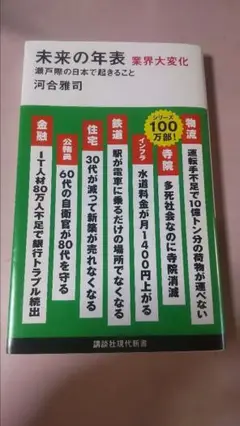 未来の年表 業界大変化
瀬戸際の日本で起きること
河合雅司
シリーズ
100
万部!
物流
運転手不足で10億トン分の荷物が運べない
寺院
多死社会なのに寺院消滅
インフラ
水道料金が月1400円上がる
鉄道
駅が電車に乗るだけの場所でなくなる
住宅
30代が減って新築が売れなくなる
公務員
60代の自衛官が80代を守る
金融
IT人材80万人不足で銀行トラブル続出
講談社現代新書